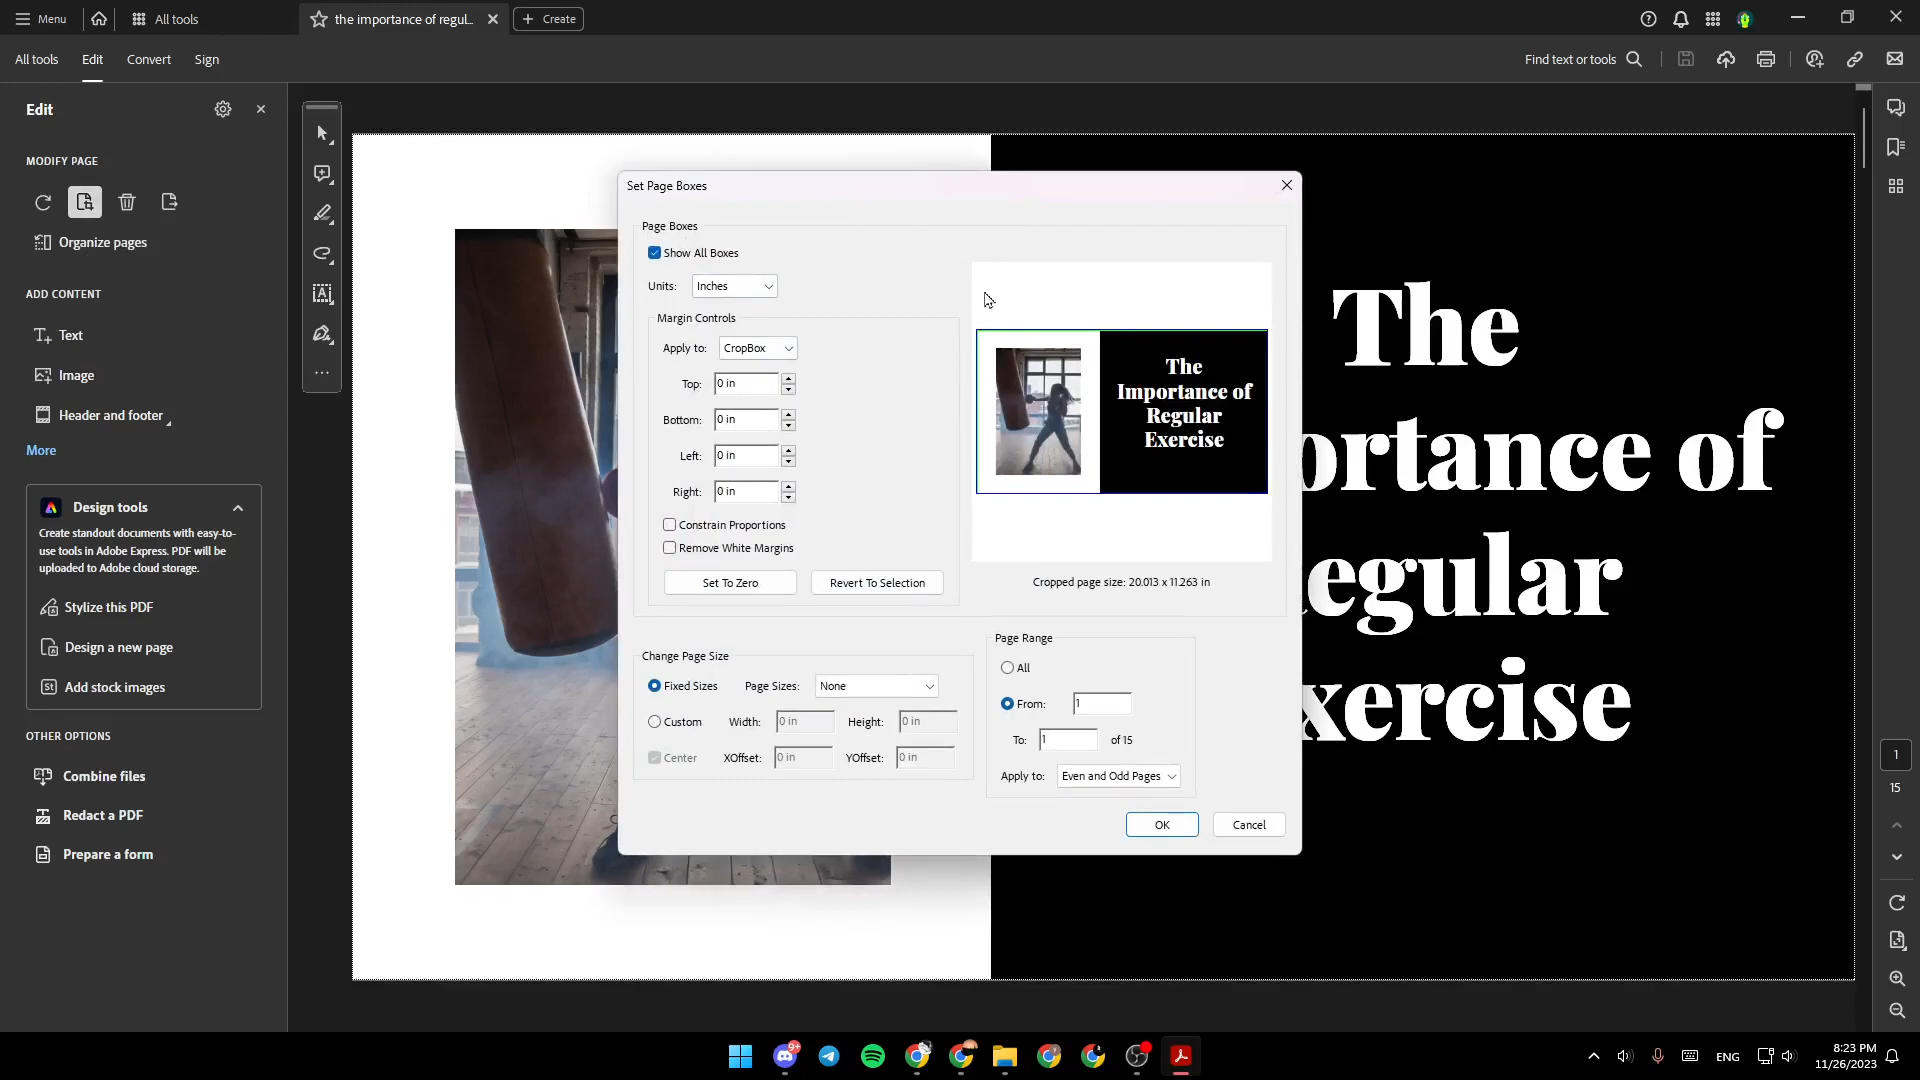 Menu
All tools
the importance of regul...
Create
All tools
Edit
Convert
Sign
Find text or tools
Edit
MODIFY PAGE
Organize pages
ADD CONTENT
Text
Image
Header and footer
More
Design tools
Create standout documents with easy-to-
use tools in Adobe Express. PDF will be
uploaded to Adobe cloud storage.
Stylize this PDF
Design a new page
St
Add stock images
OTHER OPTIONS
Combine files
Redact a PDF
Prepare a form
Set Page Boxes
Page Boxes
Show All Boxes
Units:
Inches
Margin Controls
Apply to:
CropBox
Top:
0 in
Bottom:
0 in
Left:
0 in
Right:
0 in
Constrain Proportions
Remove White Margins
Set To Zero
Revert To Selection
The
Importance of
Regular
Exercise
Cropped page size: 20.013 x 11.263 in
Change Page Size
Fixed Sizes
Page Sizes:
None
Custom
Width:
0 in
Height:
0 in
Center
XOffset:
0 in
YOffset:
0 in
Page Range
All
From:
1
To:
1
of 15
Apply to:
Even and Odd Pages
OK
Cancel
The
ortance of
egular
xercise
1
15
9+
ENG
8:23 PM
11/26/2023